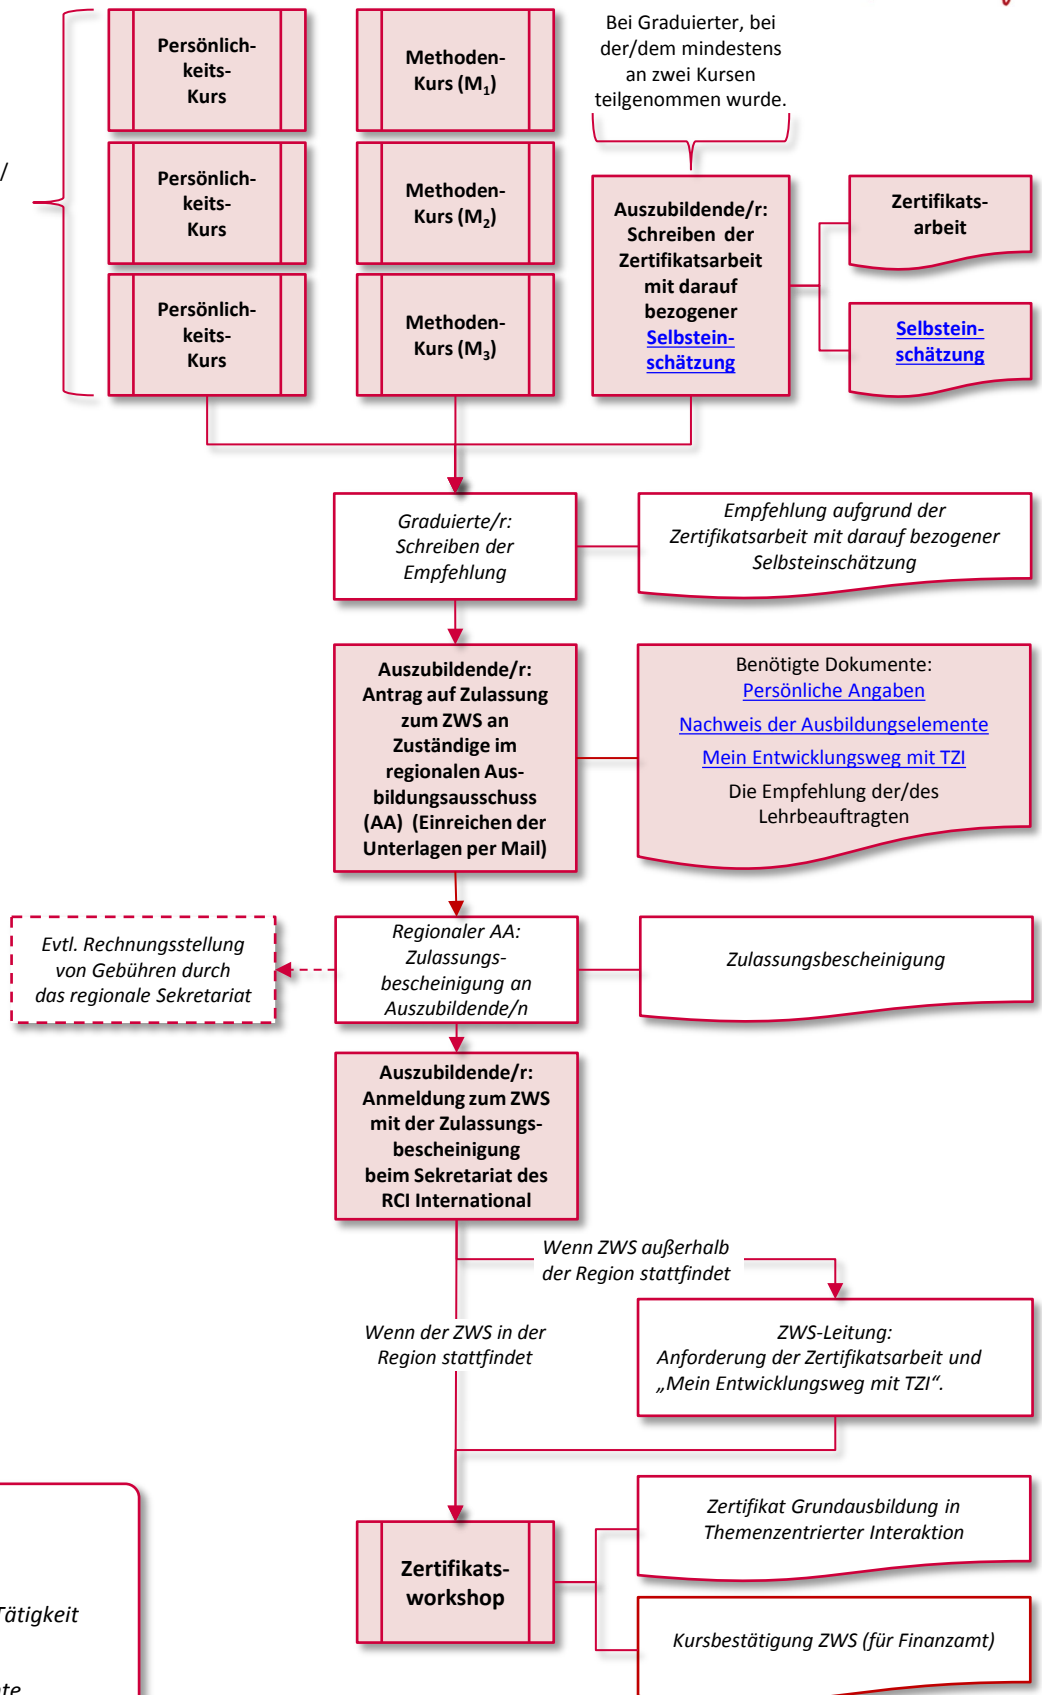 Bei Graduierter, bei
der/dem mindestens
an zwei Kursen
teilgenommen wurde.
Persönlich-
keits-
Kurs
Methoden-
Kurs (M₁)
/
Persönlich-
keits-
Kurs
Methoden-
Kurs (M₂)
Auszubildende/r:
Schreiben der
Zertifikatsarbeit
mit darauf
bezogener
Selbstein-
schätzung
Zertifikats-
arbeit
Selbstein-
schätzung
Persönlich-
keits-
Kurs
Methoden-
Kurs (M₃)
Graduierte/r:
Schreiben der
Empfehlung
Empfehlung aufgrund der
Zertifikatsarbeit mit darauf bezogener
Selbsteinschätzung
Auszubildende/r:
Antrag auf Zulassung
zum ZWS an
Zuständige im
regionalen Aus-
bildungsausschuss
(AA) (Einreichen der
Unterlagen per Mail)
Benötigte Dokumente:
Persönliche Angaben
Nachweis der Ausbildungselemente
Mein Entwicklungsweg mit TZI
Die Empfehlung der/des
Lehrbeauftragten
Evtl. Rechnungsstellung
von Gebühren durch
das regionale Sekretariat
Regionaler AA:
Zulassungs-
bescheinigung an
Auszubildende/n
Zulassungsbescheinigung
Auszubildende/r:
Anmeldung zum ZWS
mit der Zulassungs-
bescheinigung
beim Sekretariat des
RCI International
Wenn ZWS außerhalb
der Region stattfindet
Wenn der ZWS in der
Region stattfindet
ZWS-Leitung:
Anforderung der Zertifikatsarbeit und
„Mein Entwicklungsweg mit TZI“.
Zertifikats-
workshop
Zertifikat Grundausbildung in
Themenzentrierter Interaktion
Kursbestätigung ZWS (für Finanzamt)
Tätigkeit